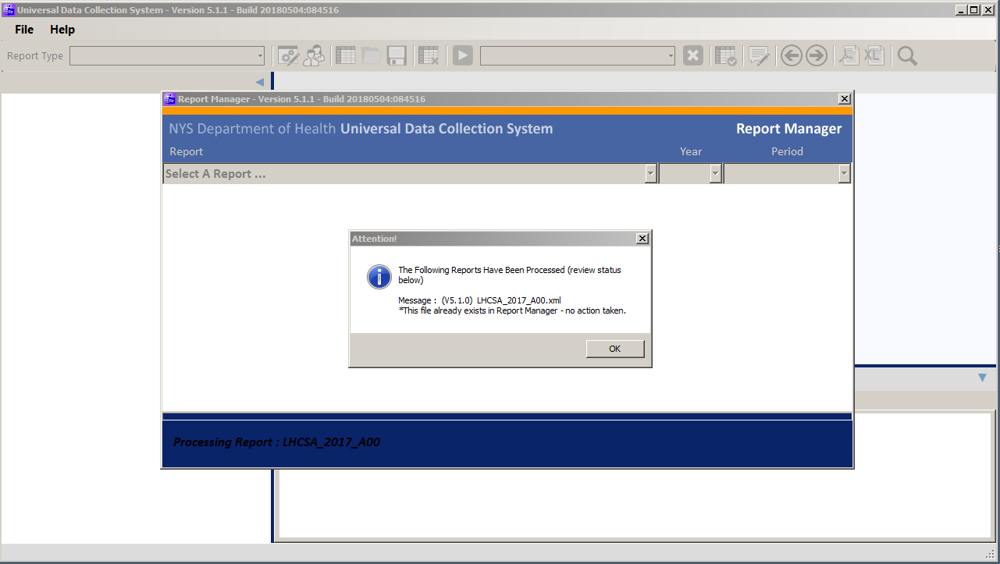 Universal Data Collection System - Version 5.1.1 - Build 20180504:084516
File Help
Report Type
Report Manager - Version 5.1.1 - Build 20180504:084516
NYS Department of Health Universal Data Collection System Report Manager
Report Year Period
Select A Report ...
Attention!
The Following Reports Have Been Processed (review status
below)
Message : (V5.1.0) LHCSA_2017_A00.xml
*This file already exists in Report Manager - no action taken.
OK
Processing Report : LHCSA_2017_A00